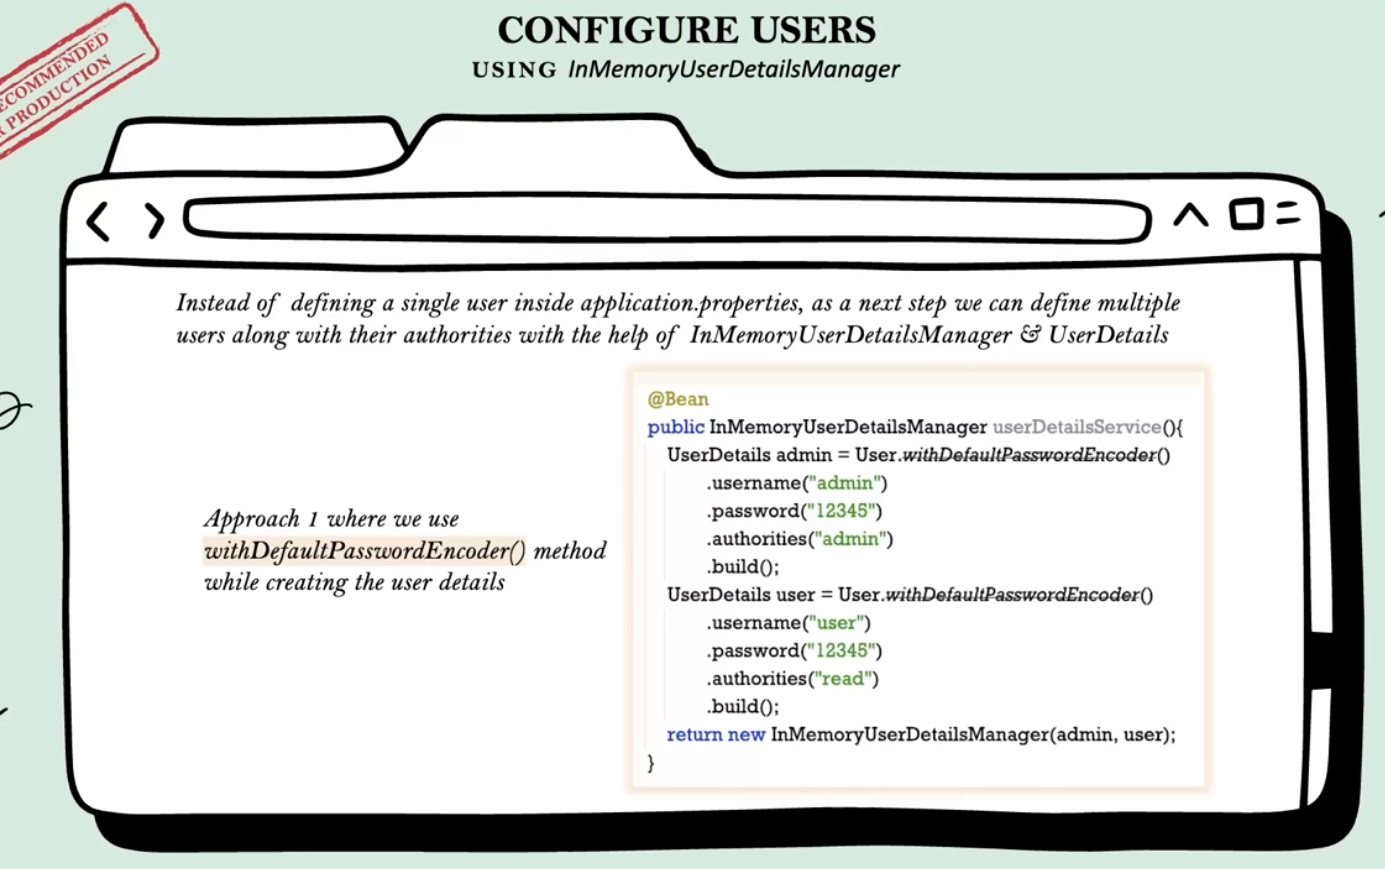 CONFIGURE USERS
USING InMemoryUserDetailsManager
PRODUCTION
Instead of defining a single user inside application.properties, as a next step we can define multiple
users along with their authorities with the help of InMemoryUserDetailsManager & UserDetails
Approach 1 where we use
withDefaultPasswordEncoder() method
while creating the user details
@Bean
public InMemoryUserDetailsManager userDetailsService(){
UserDetails admin = User.withDefaultPasswordEncoder()
.username("admin")
.password("12345")
.authorities("admin")
.build();
UserDetails user = User.withDefaultPasswordEncoder()
.username("user")
.password("12345")
.authorities("read")
.build();
return new InMemoryUserDetailsManager(admin, user);
}